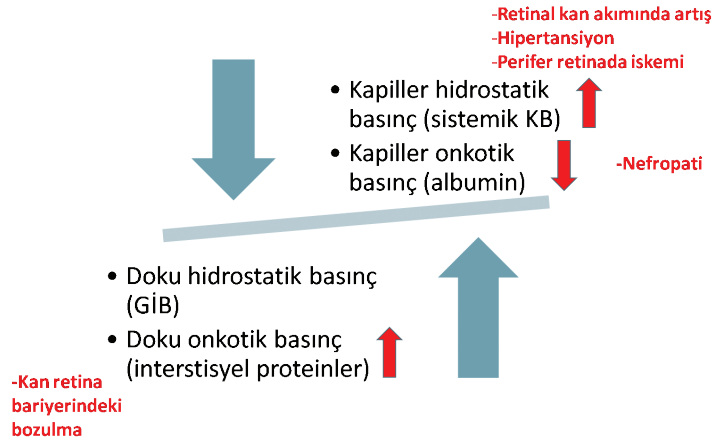 -Retinal kan akımında artış
-Hipertansiyon
-Perifer retinada iskemi
• Kapiller hidrostatik
basınç (sistemik KB)
• Kapiller onkotik
basınç (albumin)
-Nefropati
• Doku hidrostatik basınç
(GİB)
• Doku onkotik basınç
(interstisyel proteinler)
-Kan retina
bariyerindeki
bozulma